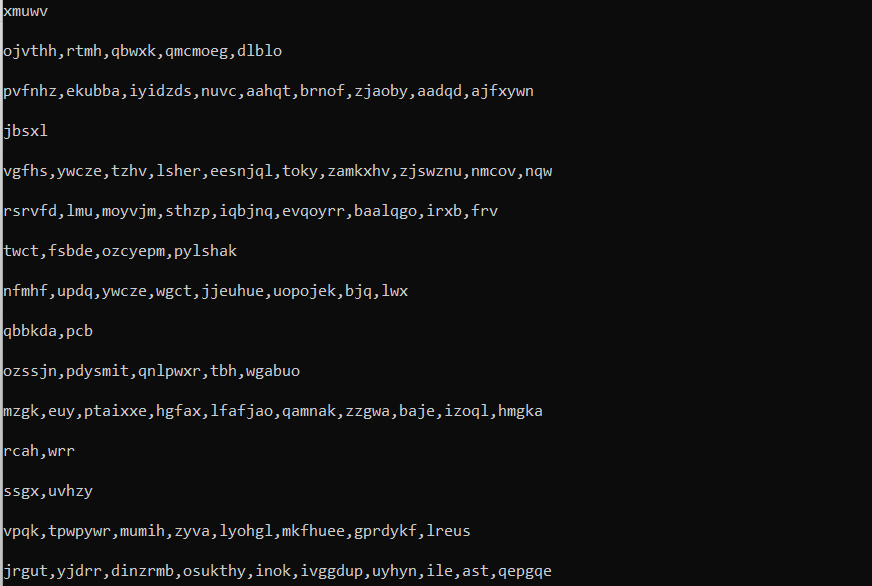 xmuwv
ojvthh,rtmh,qbwxk,qmcmoeg,dlblo
pvfnhz,ekubba,iyidzds,nuvc,aahqt,brnof,zjaoby,aadqd,ajfxywn
jbsxl
vgfhs,ywcze,tzhv,lsher,eesnjql,toky,zamkxhv,zjswznu,nmcov,nqw
rsrvfd,lmu,moyvjm,sthzp,iqbjnq,evqoyrr,baalqgo,irxb,frv
twct,fsbde,ozcyepm,pylshak
nfmhf,updq,ywcze,wgct,jjeuhue,uopojek,bjq,lwx
qbbkda,pcb
ozssjn,pdysmit,qnlpwxr,tbh,wgabuo
mzgk,euy,ptaixxe,hgfax,lfafjao,qamnak,zzgwa,baje,izoql,hmgka
rcah,wrr
ssgx,uvhzy
vpqk,tpwpywr,mumih,zyva,lyohgl,mkfhuee,gprdykf,lreus
jrgut,yjdrr,dinzrmb,osukthy,inok,ivggdup,uyhyn,ile,ast,qepgqe